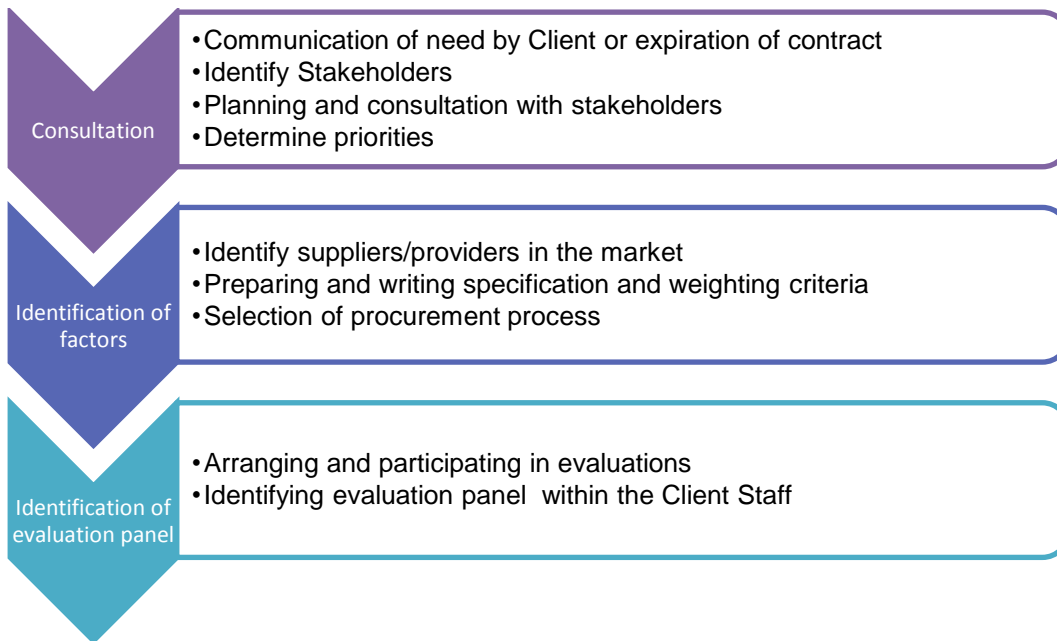 Consultation
•Communication of need by Client or expiration of contract
•Identify Stakeholders
•Planning and consultation with stakeholders
•Determine priorities
Identification of
factors
•Identify suppliers/providers in the market
•Preparing and writing specification and weighting criteria
•Selection of procurement process
Identification of
evaluation panel
•Arranging and participating in evaluations
•Identifying evaluation panel  within the Client Staff